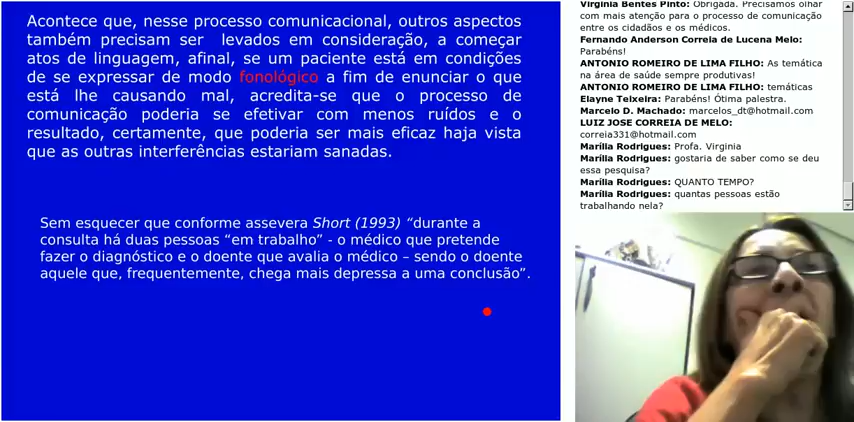 Acontece que, nesse processo comunicacional, outros aspectos
também precisam ser levados em consideração, a começar
atos de linguagem, afinal, se um paciente está em condições
de se expressar de modo fonológico a fim de enunciar o que
está lhe causando mal, acredita-se que o processo de
comunicação poderia se efetivar com menos ruídos e o
resultado, certamente, que poderia ser mais eficaz haja vista
que as outras interferências estariam sanadas.
Sem esquecer que conforme assevera Short (1993) “durante a
consulta há duas pessoas “em trabalho” - o médico que pretende
fazer o diagnóstico e o doente que avalia o médico – sendo o doente
aquele que, frequentemente, chega mais depressa a uma conclusão”.
Virgínia Bentes Pinto: Obrigada. Precisamos olhar
com mais atenção para o processo de comunicação
entre os cidadãos e os médicos.
Fernando Anderson Correia de Lucena Melo:
Parabéns!
ANTONIO ROMEIRO DE LIMA FILHO: As temática
na área de saúde sempre produtivas!
ANTONIO ROMEIRO DE LIMA FILHO: temáticas
Elayne Teixeira: Parabéns! Ótima palestra.
Marcelo D. Machado: marcelos_dt@hotmail.com
LUIZ JOSE CORREIA DE MELO:
correia331@hotmail.com
Marília Rodrigues: Profa. Virginia
Marília Rodrigues: gostaria de saber como se deu
essa pesquisa?
Marília Rodrigues: QUANTO TEMPO?
Marília Rodrigues: quantas pessoas estão
trabalhando nela?